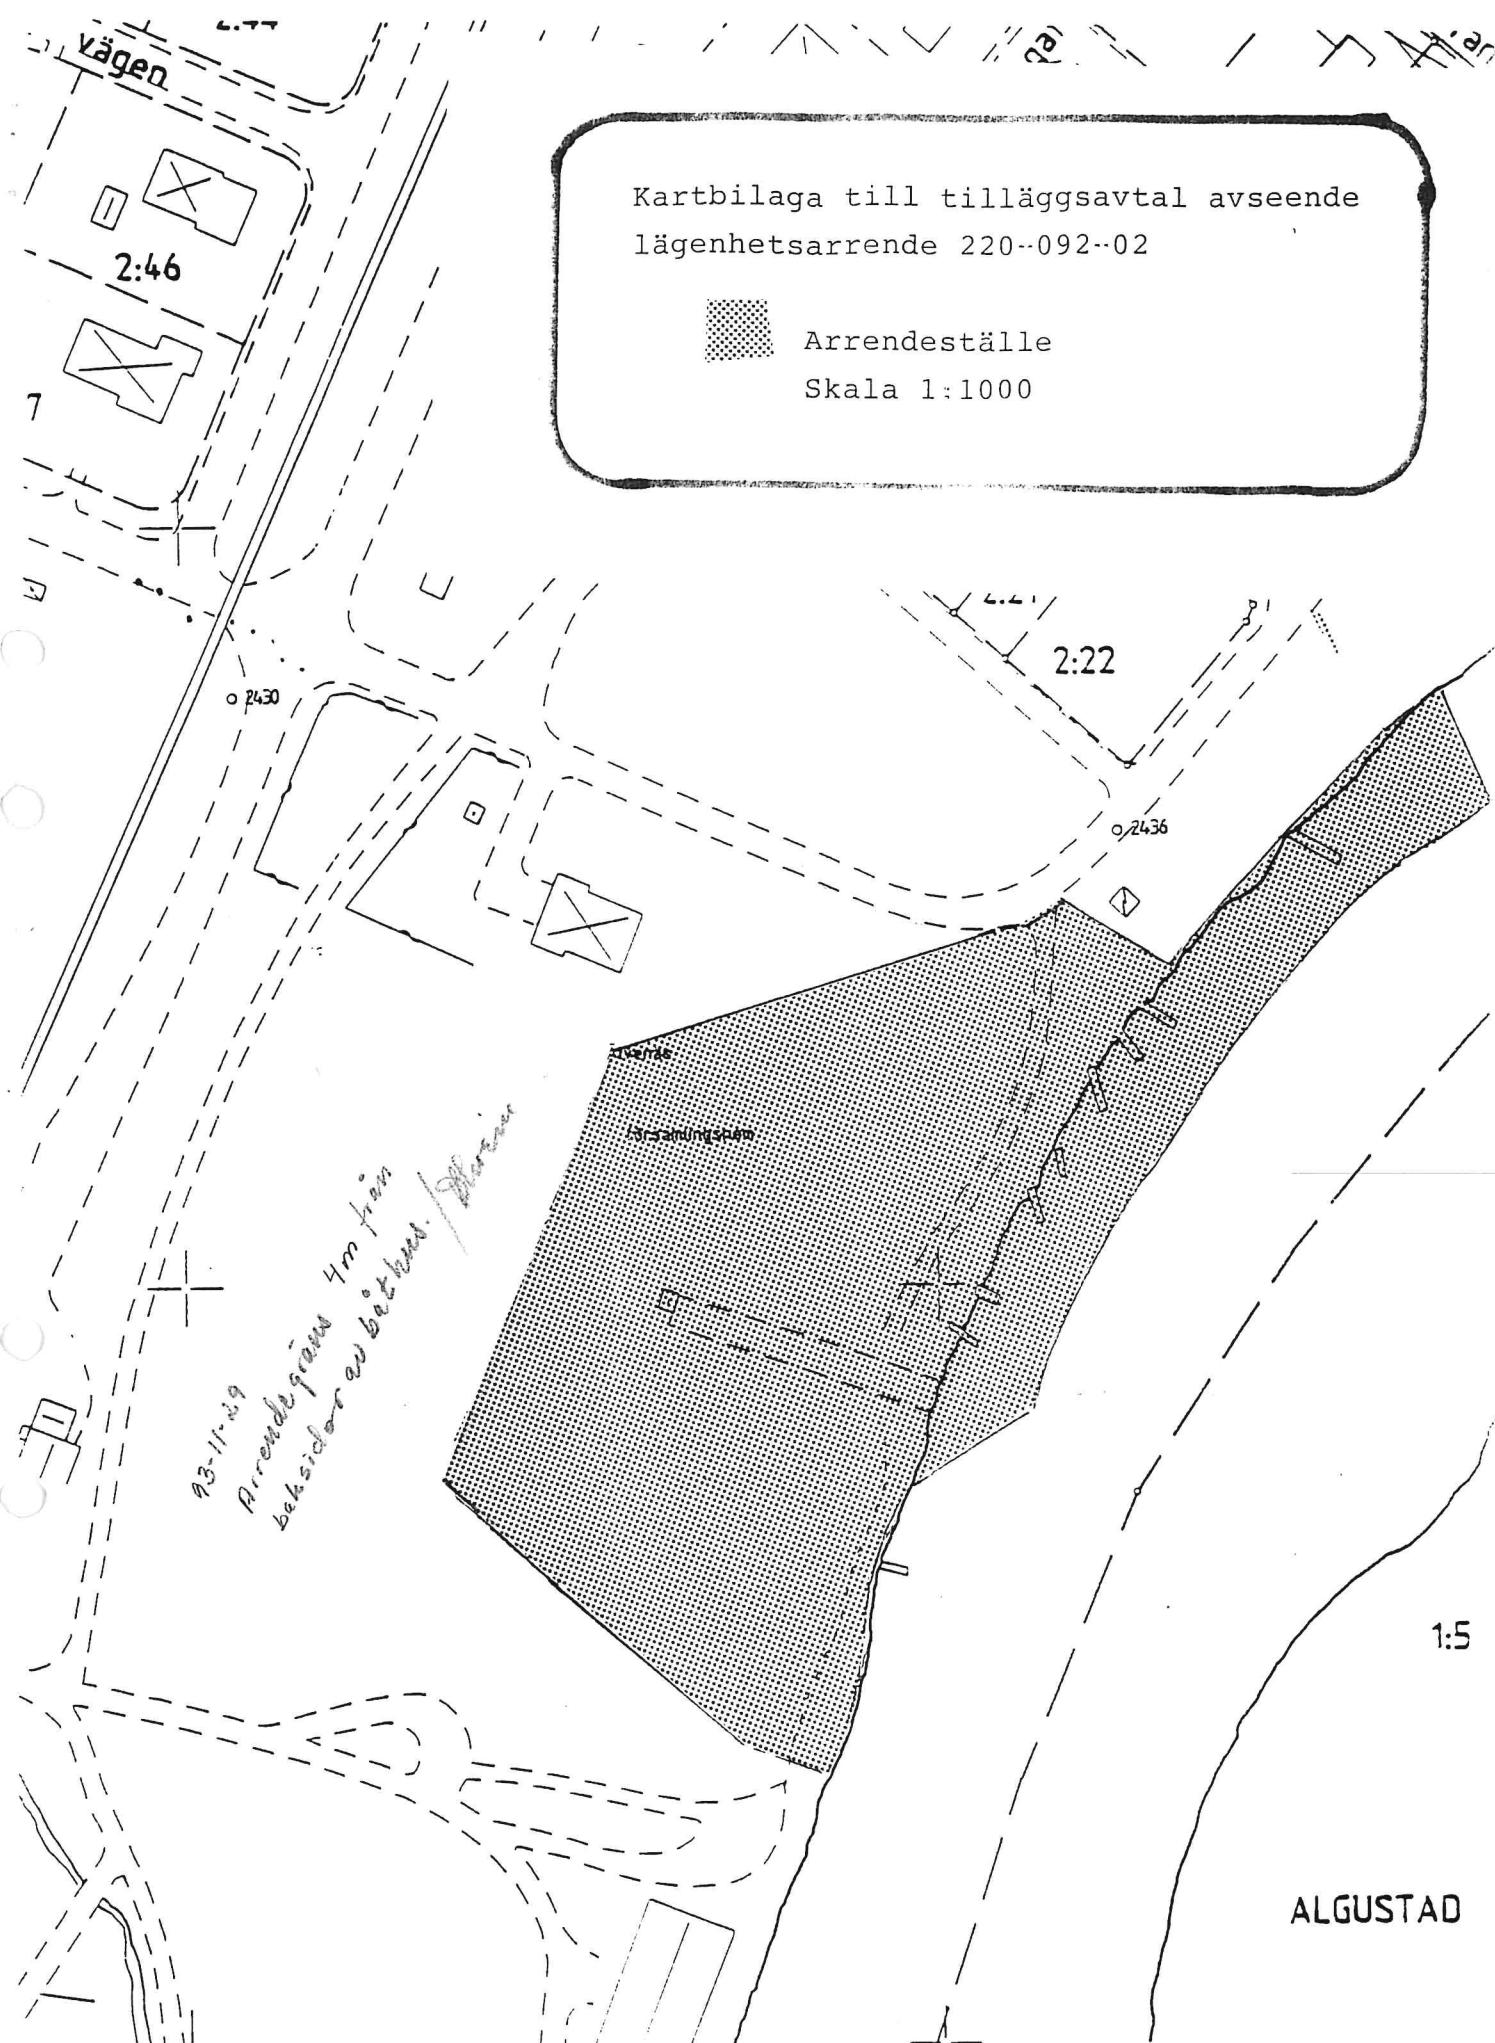 vägen
Kartbilaga till tilläggsavtal avseende
lägenhetsarrende 220-092-02
Arrendeställe
Skala 1:1000
2:46
7
2:22
2430
2436
församlingshem
93-11-29
Arrendegräns 4m från
baksidor av båthus.
1:5
ALGUSTAD